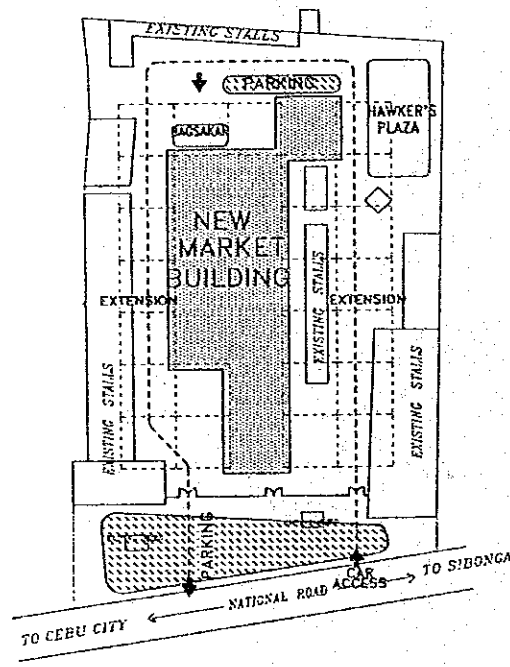 EXISTING STALLS
PARKING
HAWKER'S
PLAZA
BAGSAKAN
NEW
MARKET
BUILDING
EXTENSION
EXTENSION
EXISTING STALLS
EXISTING STALLS
EXISTING STALLS
PARKING
CAR
ACCESS
TO SIBONGA
NATIONAL ROAD
TO CEBU CITY